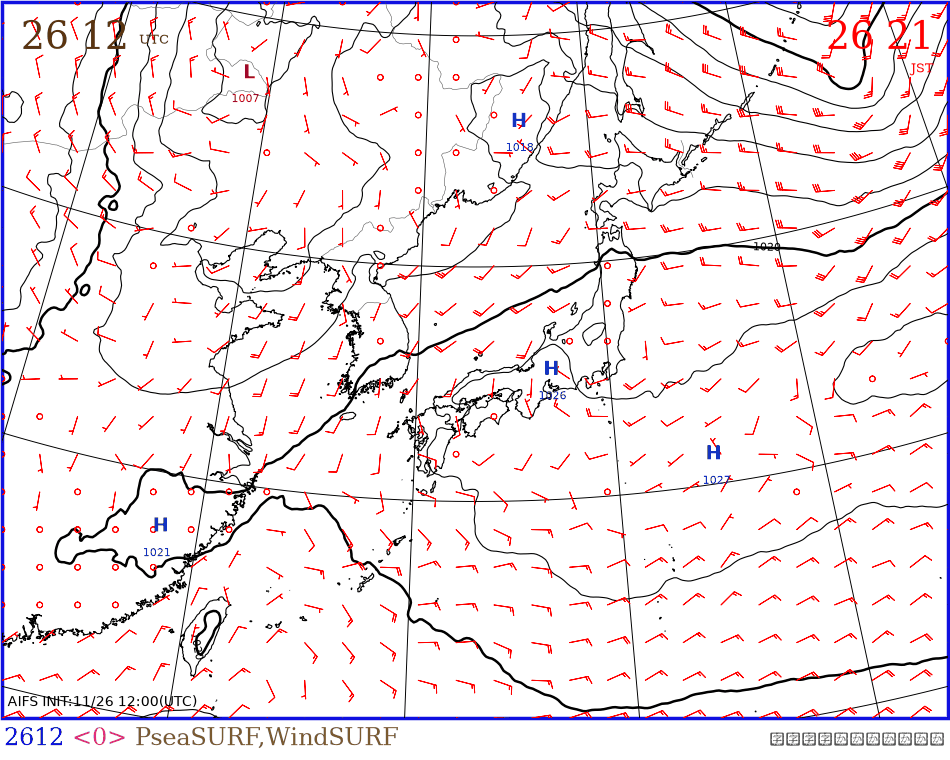 26 12 UTC
26 21 JST
L
1007
H
1018
1020
H
1026
H
1027
H
1021
AIFS INIT:11/26 12:00(UTC)
2612 <0> PseaSURF,WindSURF